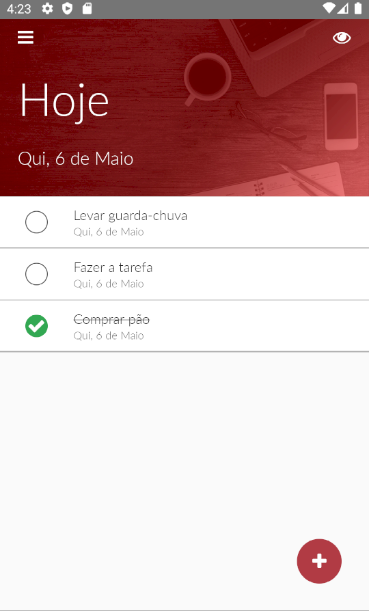 4:23
Hoje
Qui, 6 de Maio
Levar guarda-chuva
Qui, 6 de Maio
Fazer a tarefa
Qui, 6 de Maio
Comprar pão
Qui, 6 de Maio